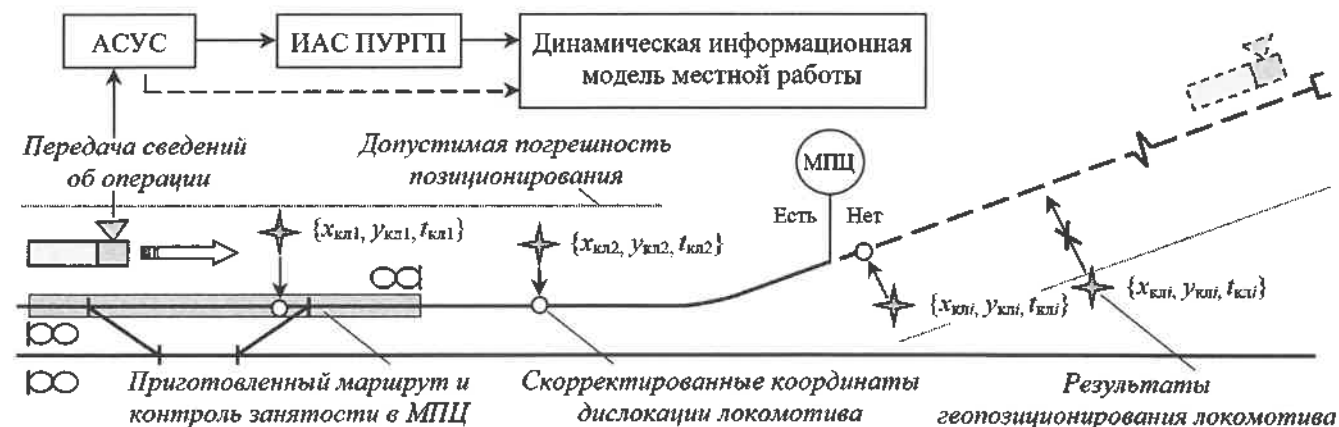 АСУС
ИАС ПУРГП
Динамическая информационная
модель местной работы
Передача сведений
об операции
Допустимая погрешность
позиционирования
МПЦ
Есть
Нет
{xкл1, yкл1, tкл1}
{xкл2, yкл2, tкл2}
{xклi, yклi, tклi}
{xклi, yклi, tклi}
Приготовленный маршрут и
контроль занятости в МПЦ
Скорректированные координаты
дислокации локомотива
Результаты
геопозиционирования локомотива